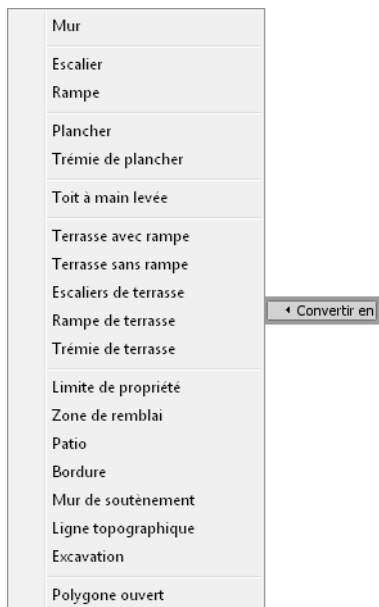 Mur
Escalier
Rampe
Plancher
Trémie de plancher
Toit à main levée
Terrasse avec rampe
Terrasse sans rampe
Escaliers de terrasse
Rampe de terrasse
Trémie de terrasse
Convertir en
Limite de propriété
Zone de remblai
Patio
Bordure
Mur de soutènement
Ligne topographique
Excavation
Polygone ouvert